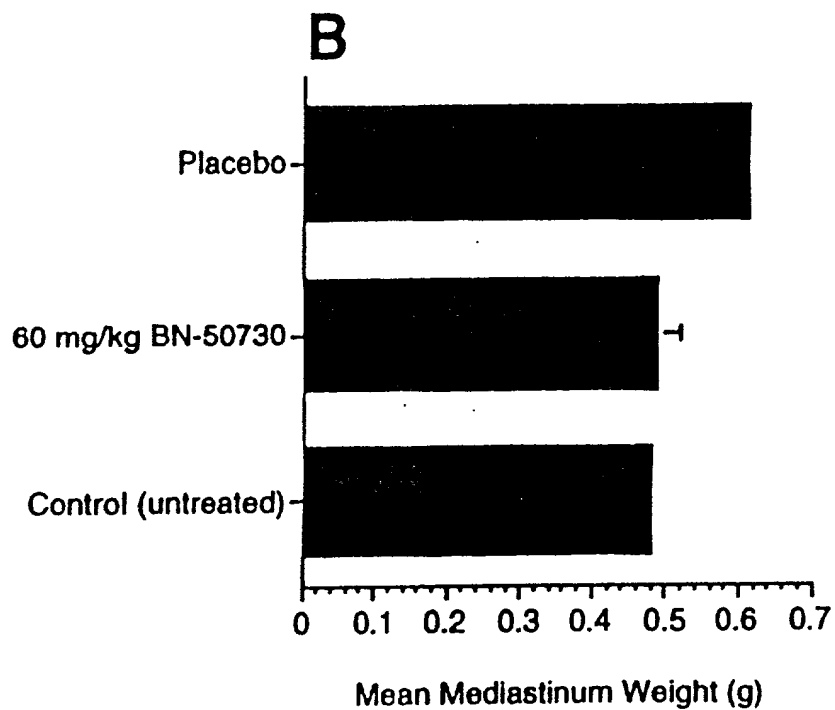 B
Placebo
60 mg/kg BN-50730
Control (untreated)
0 0.1 0.2 0.3 0.4 0.5 0.6 0.7
Mean Mediastinum Weight (g)